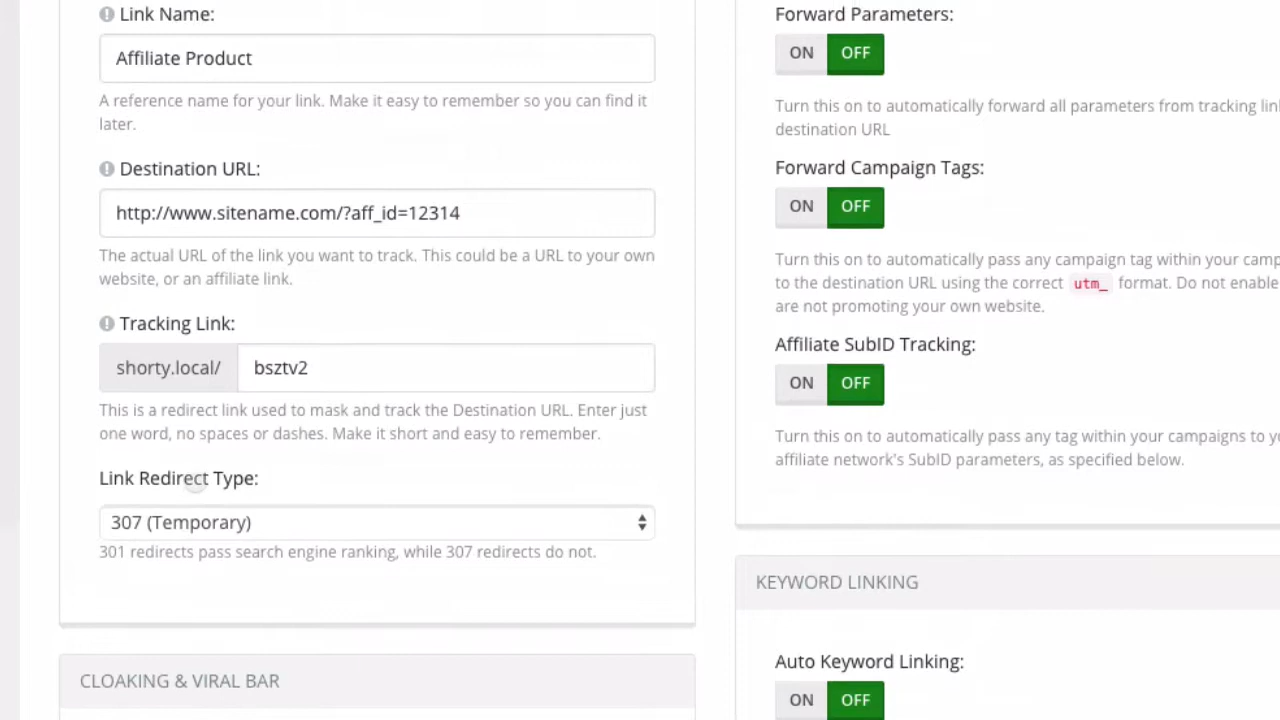 Link Name:
Affiliate Product
A reference name for your link. Make it easy to remember so you can find it
later.
Destination URL:
http://www.sitename.com/?aff_id=12314
The actual URL of the link you want to track. This could be a URL to your own
website, or an affiliate link.
Tracking Link:
shorty.local/ bsztv2
This is a redirect link used to mask and track the Destination URL. Enter just
one word, no spaces or dashes. Make it short and easy to remember.
Link Redirect Type:
307 (Temporary)
301 redirects pass search engine ranking, while 307 redirects do not.
CLOAKING & VIRAL BAR
Forward Parameters:
ON OFF
Turn this on to automatically forward all parameters from tracking
destination URL
Forward Campaign Tags:
ON OFF
Turn this on to automatically pass any campaign tag within your
to the destination URL using the correct utm_ format. Do not enable
are not promoting your own website.
Affiliate SubID Tracking:
ON OFF
Turn this on to automatically pass any tag within your campaigns to
affiliate network's SubID parameters, as specified below.
KEYWORD LINKING
Auto Keyword Linking:
ON OFF